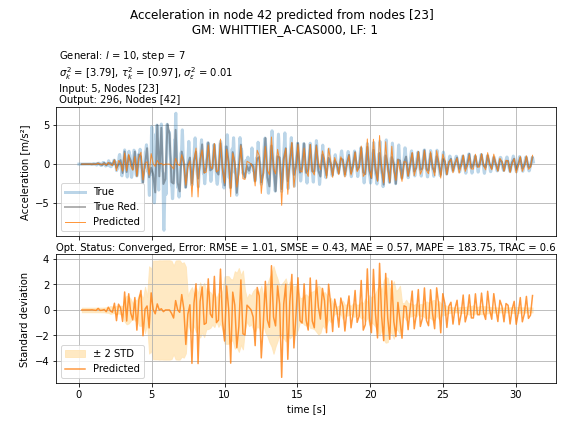 Acceleration in node 42 predicted from nodes [23]
GM: WHITTIER_A-CAS000, LF: 1
General: l = 10, step = 7
σ_k² = [3.79], τ_k² = [0.97], σ_ε² = 0.01
Input: 5, Nodes [23]
Output: 296, Nodes [42]
5
0
−5
Acceleration [m/s²]
True
True Red.
Predicted
Opt. Status: Converged, Error: RMSE = 1.01, SMSE = 0.43, MAE = 0.57, MAPE = 183.75, TRAC = 0.6
4
2
0
−2
−4
Standard deviation
± 2 STD
Predicted
0 5 10 15 20 25 30
time [s]